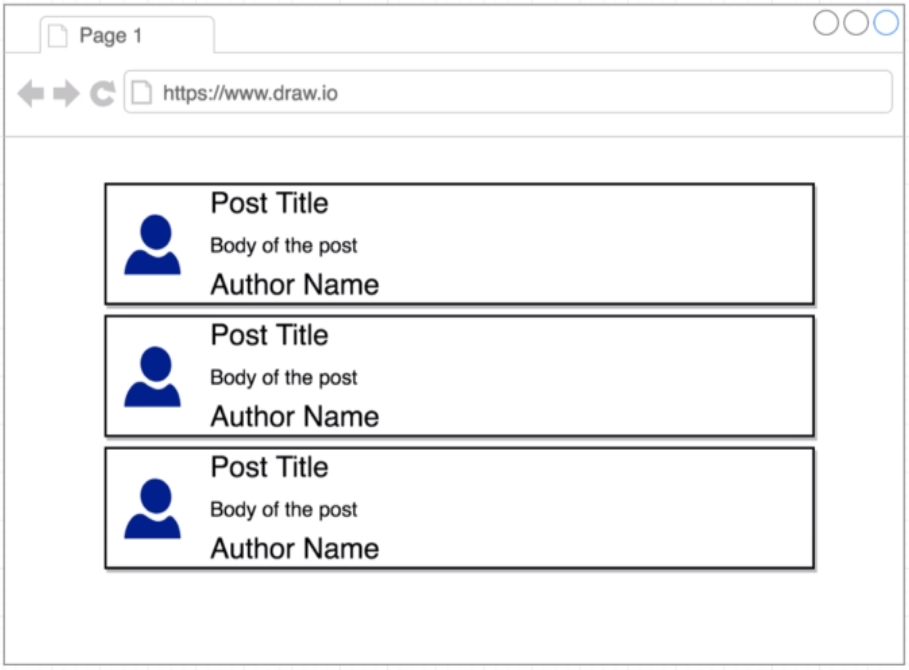 Page 1
https://www.draw.io
Post Title
Body of the post
Author Name
Post Title
Body of the post
Author Name
Post Title
Body of the post
Author Name